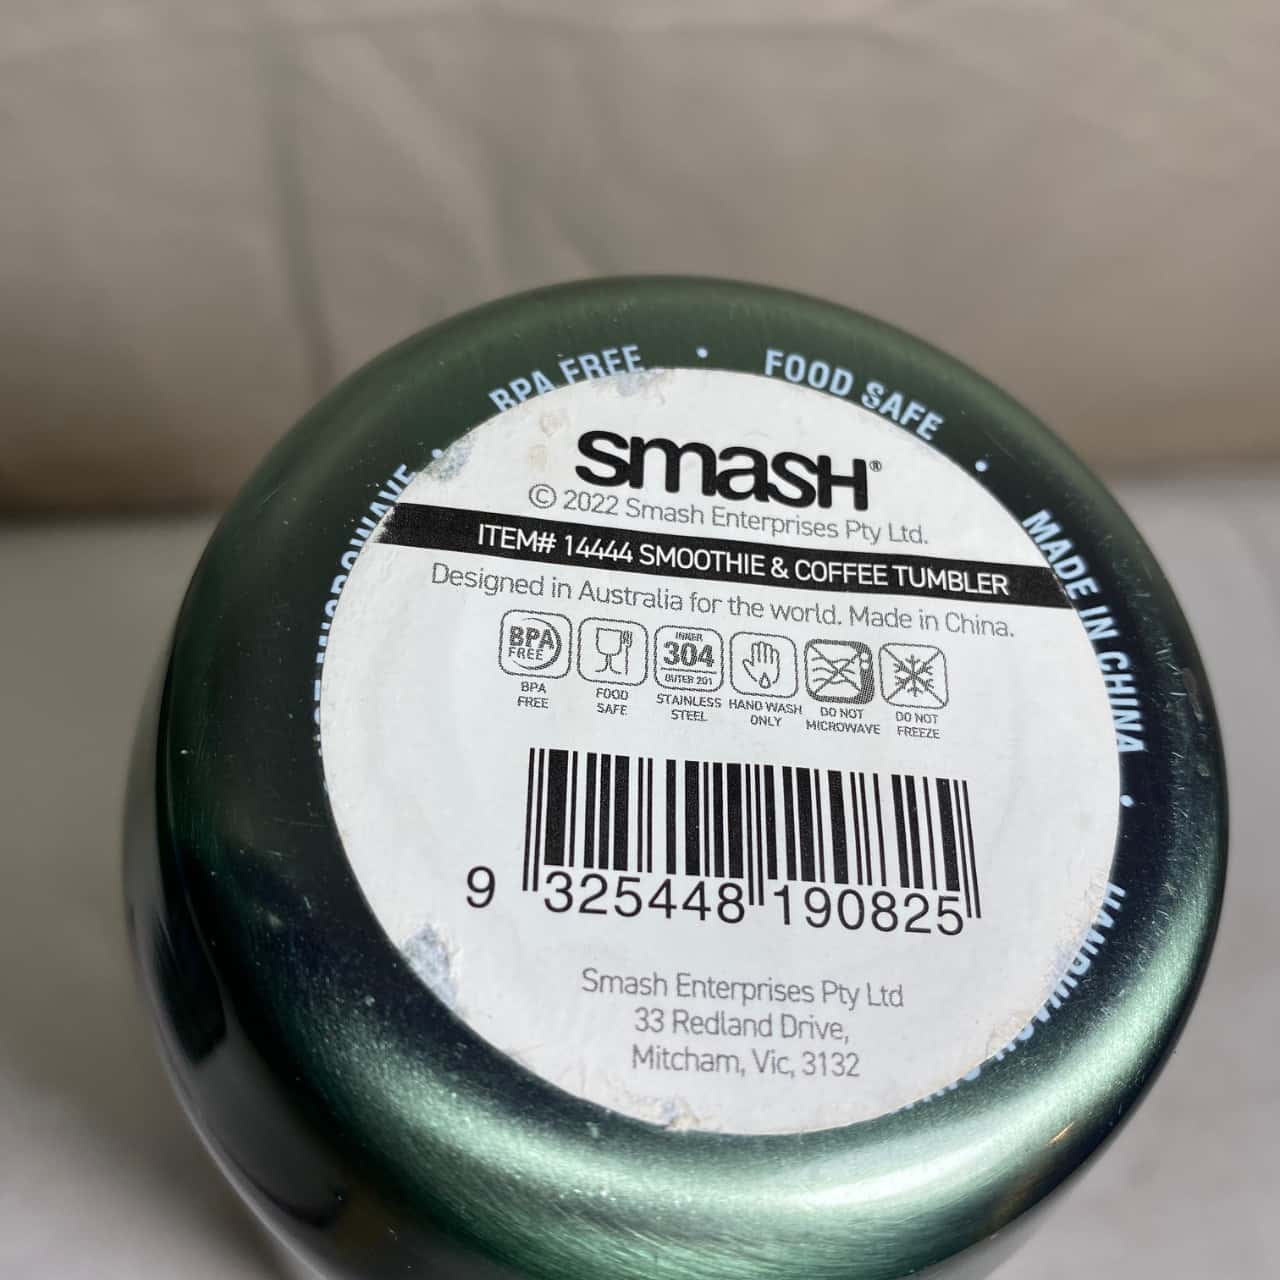 BPA FREE • FOOD SAFE • MADE IN CHINA •
MICROWAVE •
smasH®
© 2022 Smash Enterprises Pty Ltd.
ITEM# 14444 SMOOTHIE & COFFEE TUMBLER
Designed in Australia for the world. Made in China.
BPA FREE
INNER 304 OUTER 201
BPA FREE
FOOD SAFE
STAINLESS STEEL
HAND WASH ONLY
DO NOT MICROWAVE
DO NOT FREEZE
9 325448 190825
Smash Enterprises Pty Ltd
33 Redland Drive,
Mitcham, Vic, 3132